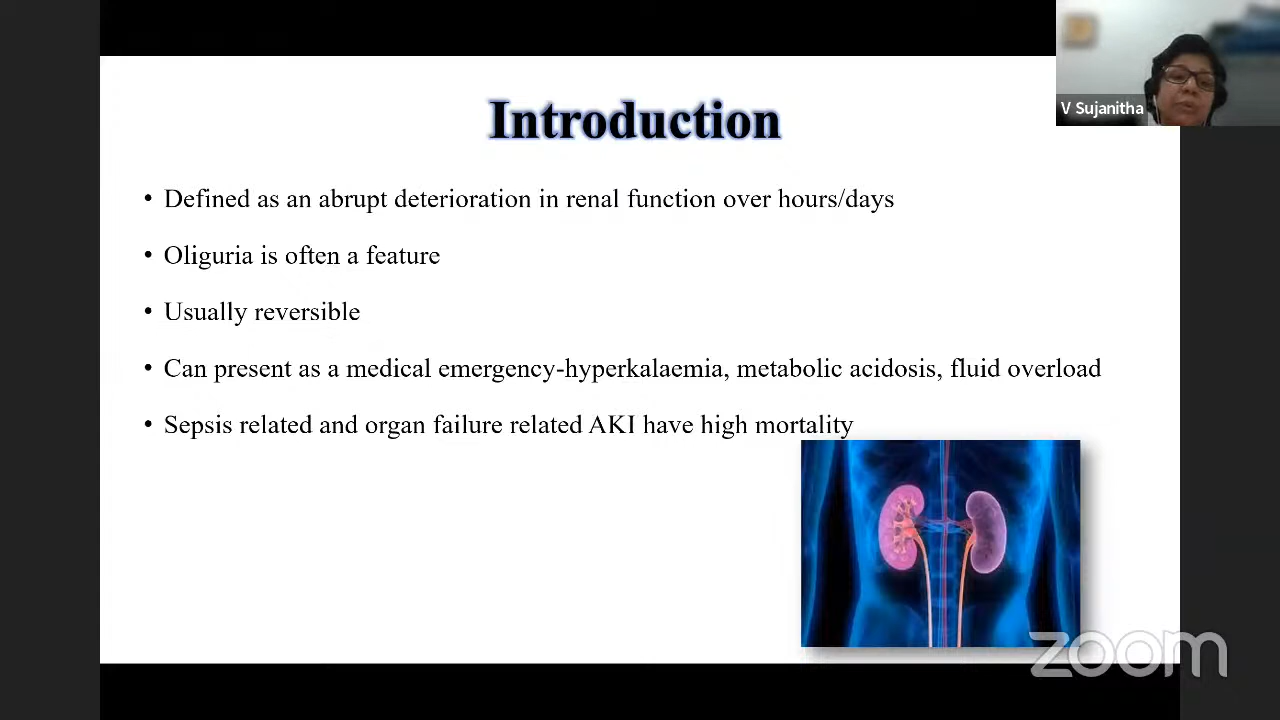 Introduction
V Sujanitha
• Defined as an abrupt deterioration in renal function over hours/days
• Oliguria is often a feature
• Usually reversible
• Can present as a medical emergency-hyperkalaemia, metabolic acidosis, fluid overload
• Sepsis related and organ failure related AKI have high mortality
zoom